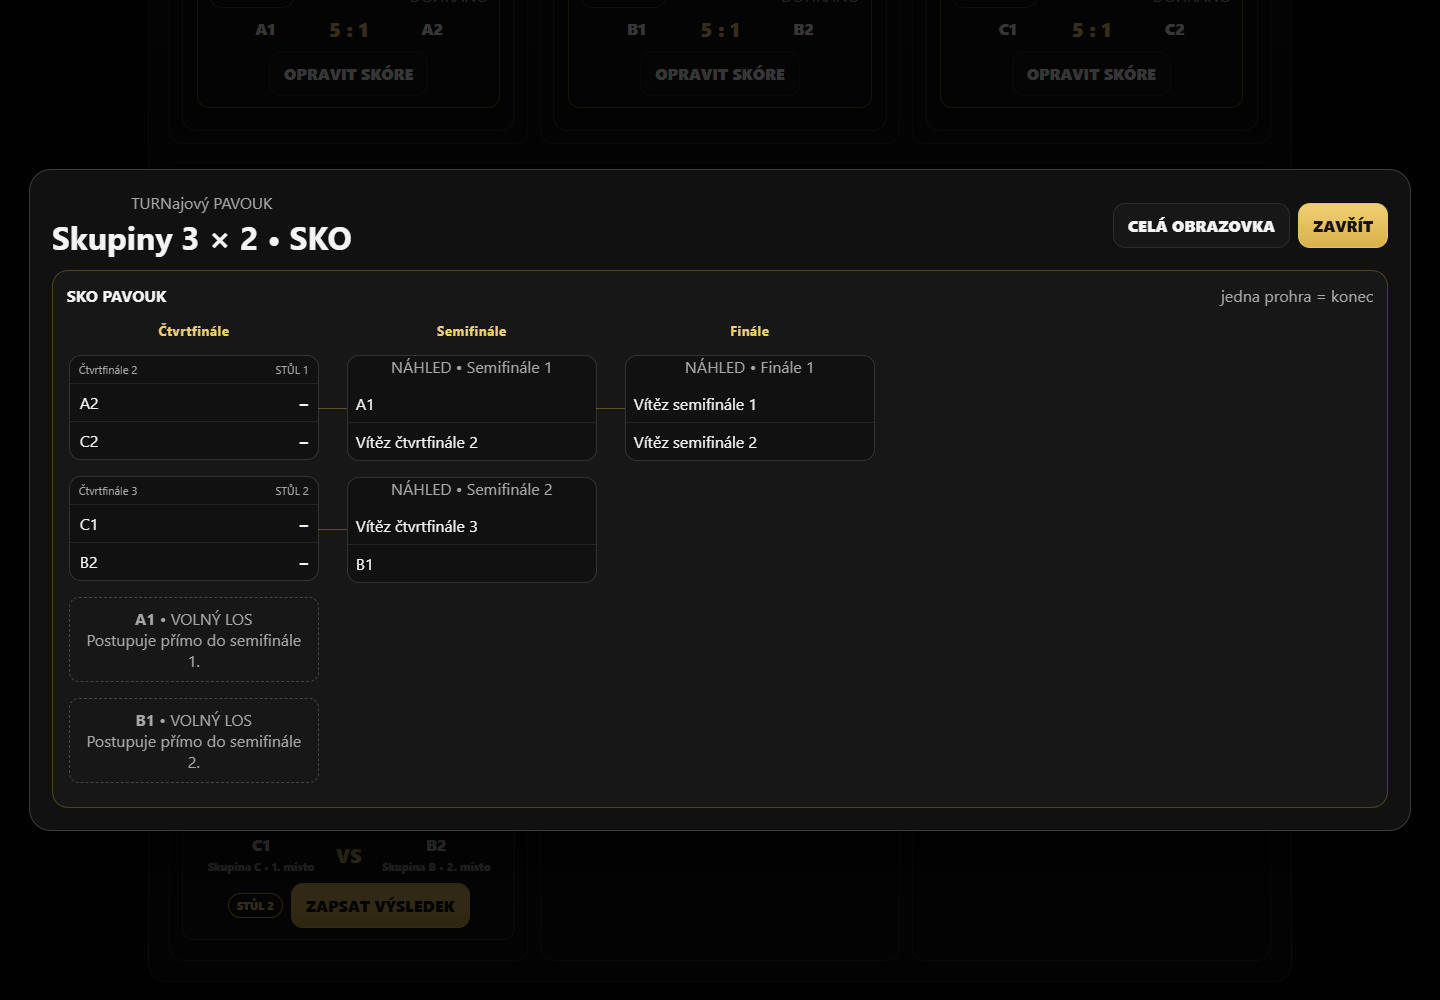 A1 5 : 1 A2
B1 5 : 1 B2
C1 5 : 1 C2
OPRAVIT SKÓRE
OPRAVIT SKÓRE
OPRAVIT SKÓRE
TURNajový PAVOUK
Skupiny 3 × 2 • SKO
CELÁ OBRAZOVKA
ZAVŘÍT
SKO PAVOUK
jedna prohra = konec
Čtvrtfinále
Čtvrtfinále 2 STŮL 1
A2 –
C2 –
Čtvrtfinále 3 STŮL 2
C1 –
B2 –
A1 • VOLNÝ LOS
Postupuje přímo do semifinále
1.
B1 • VOLNÝ LOS
Postupuje přímo do semifinále
2.
Semifinále
NÁHLED • Semifinále 1
A1
Vítěz čtvrtfinále 2
NÁHLED • Semifinále 2
Vítěz čtvrtfinále 3
B1
Finále
NÁHLED • Finále 1
Vítěz semifinále 1
Vítěz semifinále 2
C1 VS B2
Skupina C • 1. místo
Skupina B • 2. místo
STŮL 2
ZAPSAT VÝSLEDEK